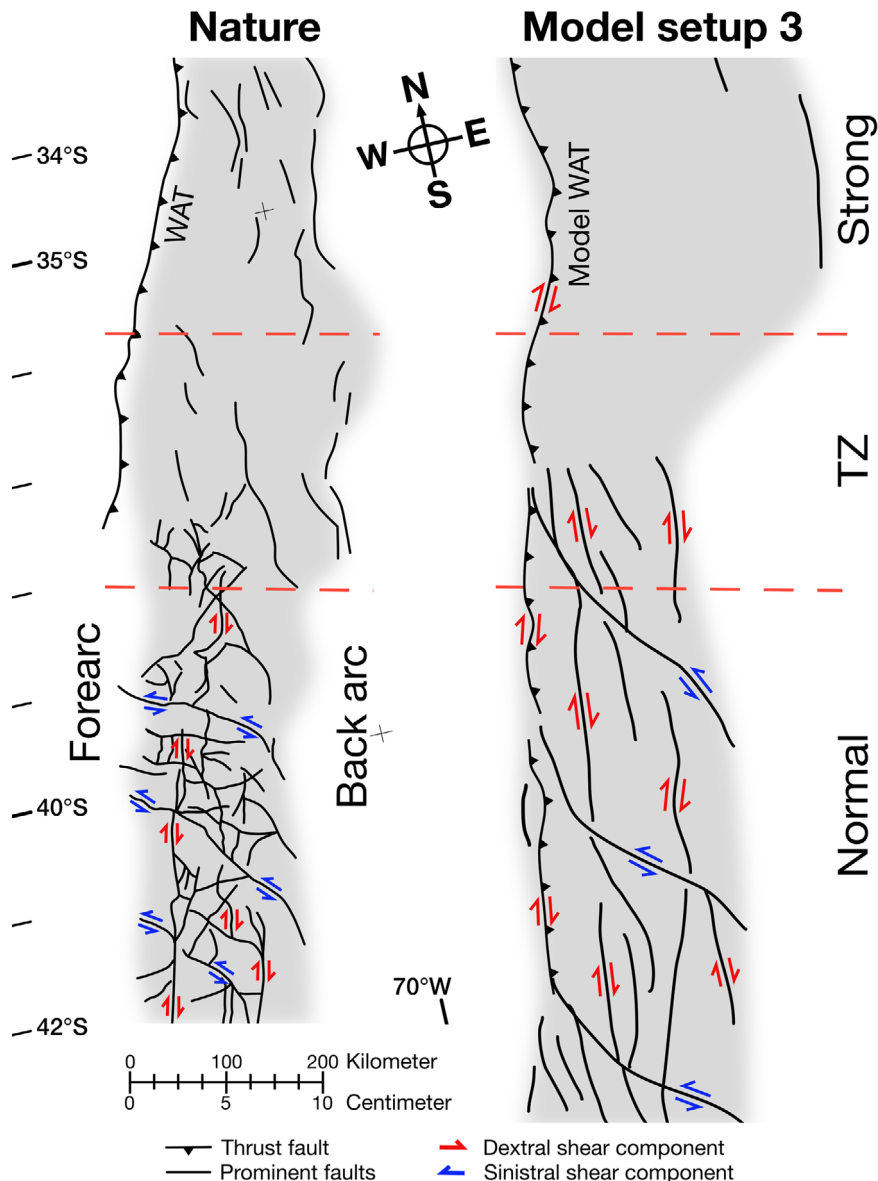 Nature
Model setup 3
N
W
E
S
34°S
35°S
WAT
Model WAT
Strong
TZ
Forearc
Back arc
Normal
40°S
70°W
42°S
0 100 200 Kilometer
0 5 10 Centimeter
Thrust fault
Dextral shear component
Prominent faults
Sinistral shear component